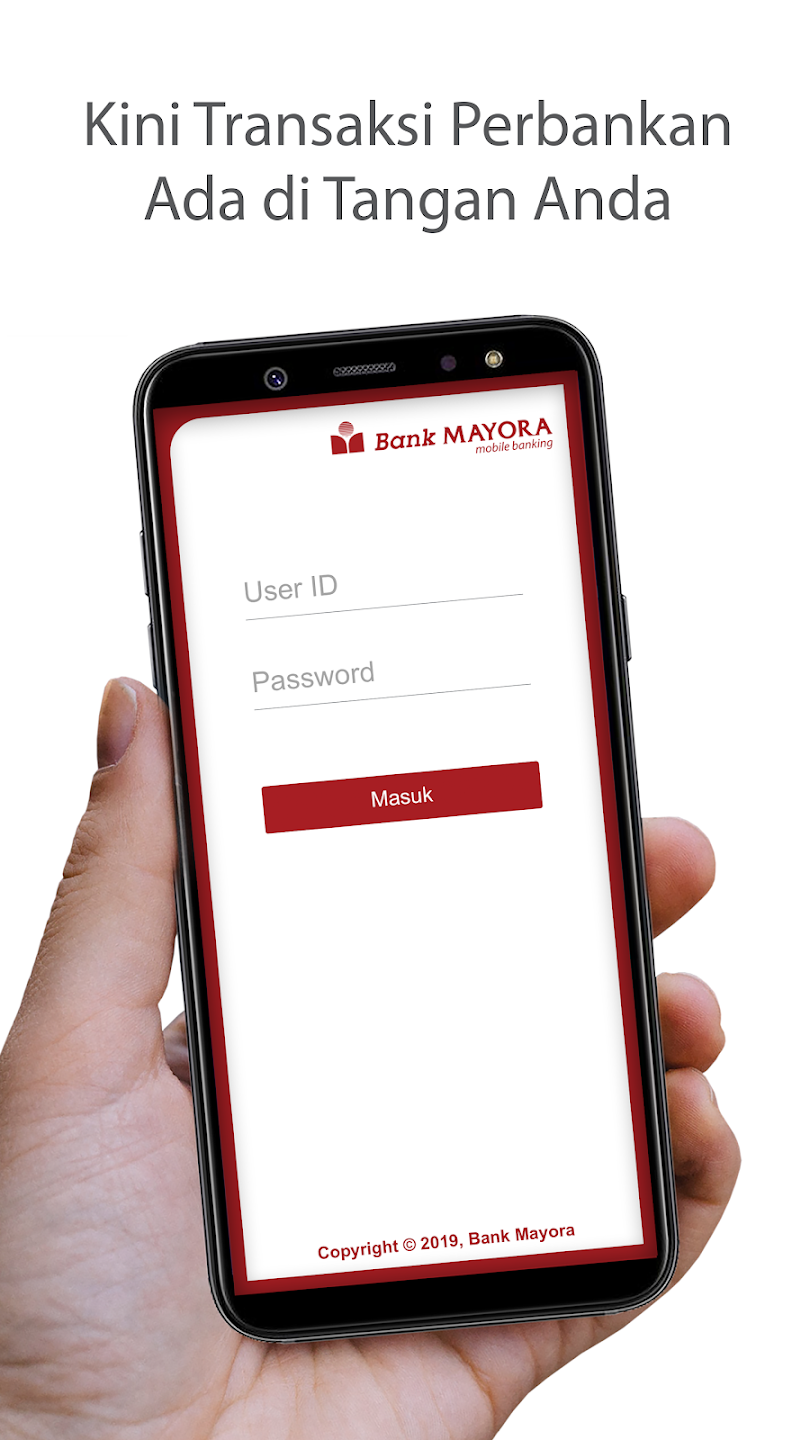 Kini Transaksi Perbankan
Ada di Tangan Anda
Bank MAYORA
mobile banking
User ID
Password
Masuk
Copyright © 2019, Bank Mayora